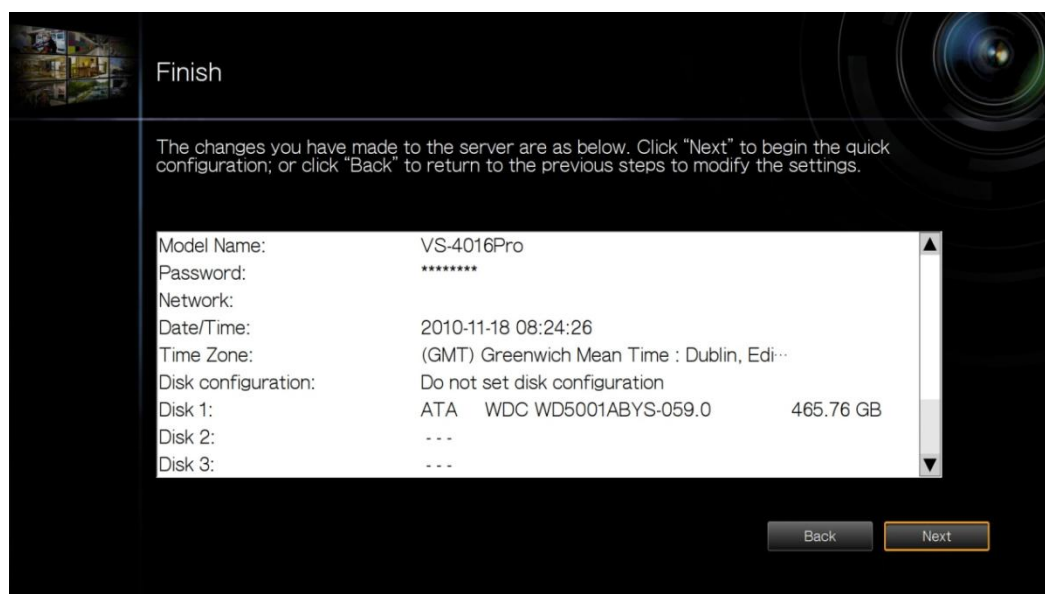 Finish
The changes you have made to the server are as below. Click “Next” to begin the quick
configuration; or click “Back” to return to the previous steps to modify the settings.
Model Name: VS-4016Pro
Password: ********
Network:
Date/Time: 2010-11-18 08:24:26
Time Zone: (GMT) Greenwich Mean Time : Dublin, Edi…
Disk configuration: Do not set disk configuration
Disk 1: ATA WDC WD5001ABYS-059.0 465.76 GB
Disk 2: - - -
Disk 3: - - -
Back Next